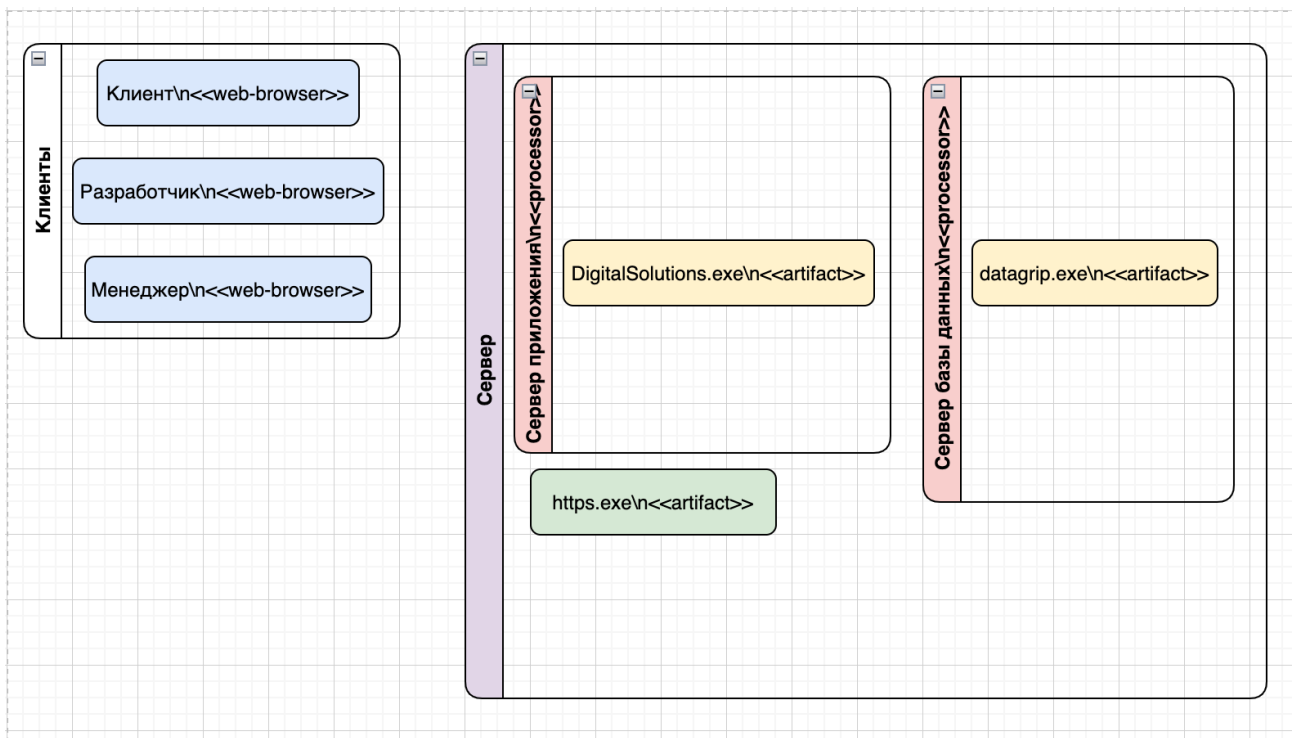 Клиенты
Клиент\n<<web-browser>>
Разработчик\n<<web-browser>>
Менеджер\n<<web-browser>>
Сервер
Сервер приложения\n<<processor>>
DigitalSolutions.exe\n<<artifact>>
https.exe\n<<artifact>>
Сервер базы данных\n<<processor>>
datagrip.exe\n<<artifact>>